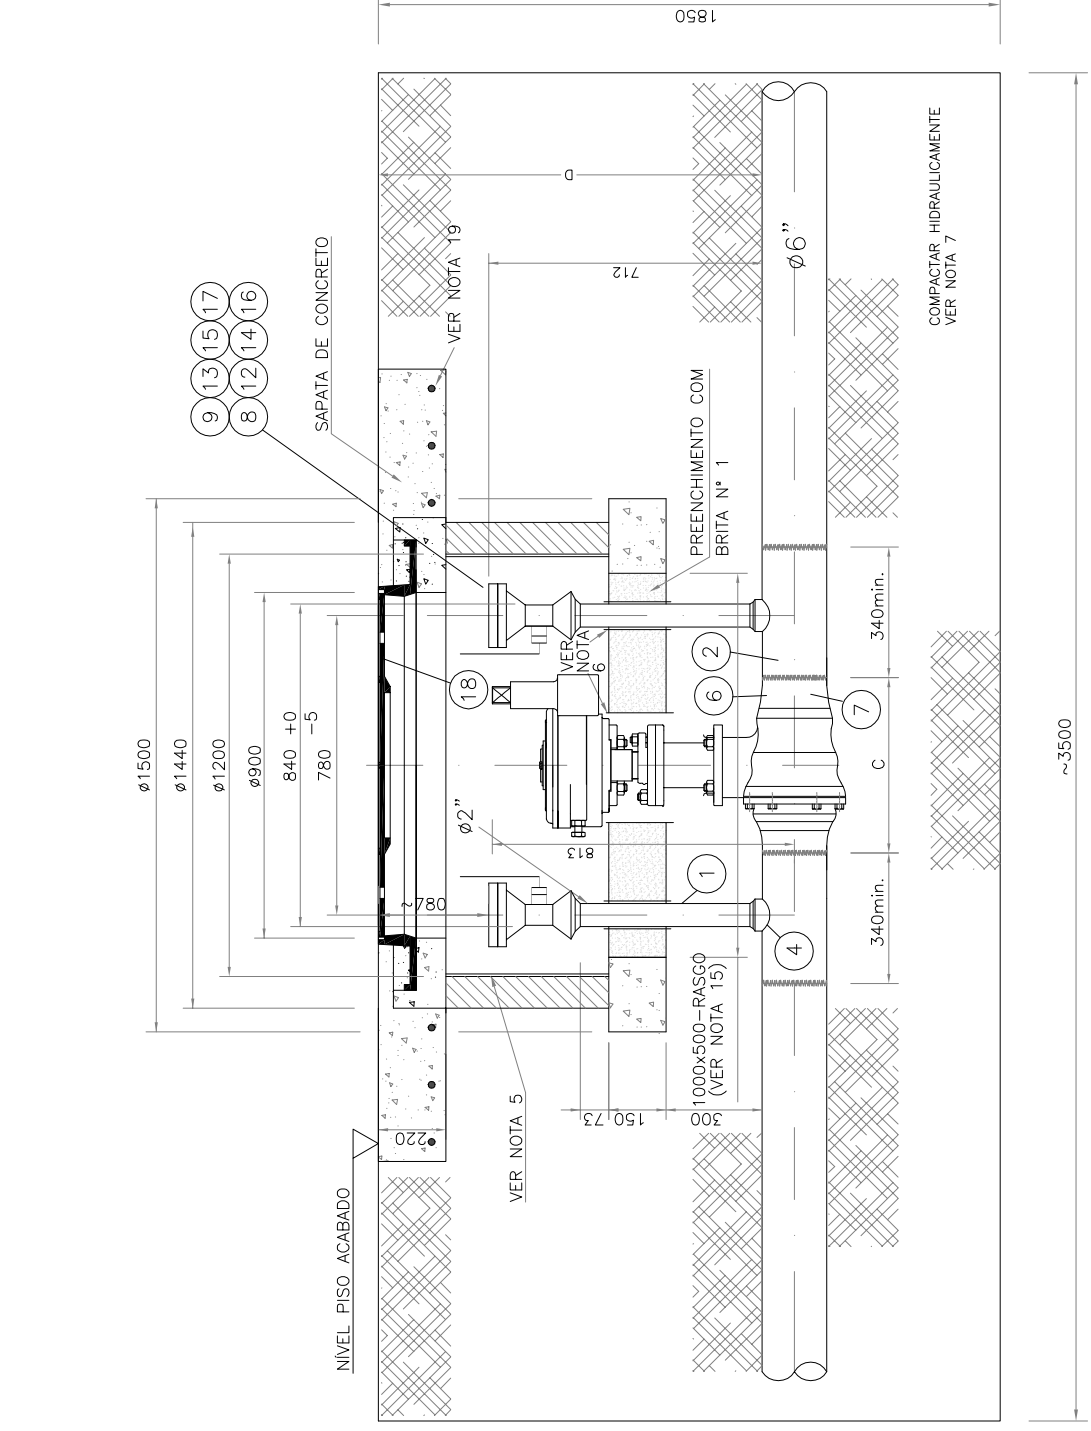 1850
~3500
COMPACTAR HIDRAULICAMENTE
VER NOTA 7
D
712
ø6"
VER NOTA 19
SAPATA DE CONCRETO
9 13 15 17
8 12 14 16
PREENCHIMENTO COM
BRITA Nº 1
ø1500
ø1440
ø1200
ø900
840 +0
-5
780
18
VER
NOTA
6
2
6
7
340min.
C
340min.
ø2"
813
1
4
~780
1000x500-RASGO
(VER NOTA 15)
VER NOTA 5
73
150
300
220
NÍVEL PISO ACABADO